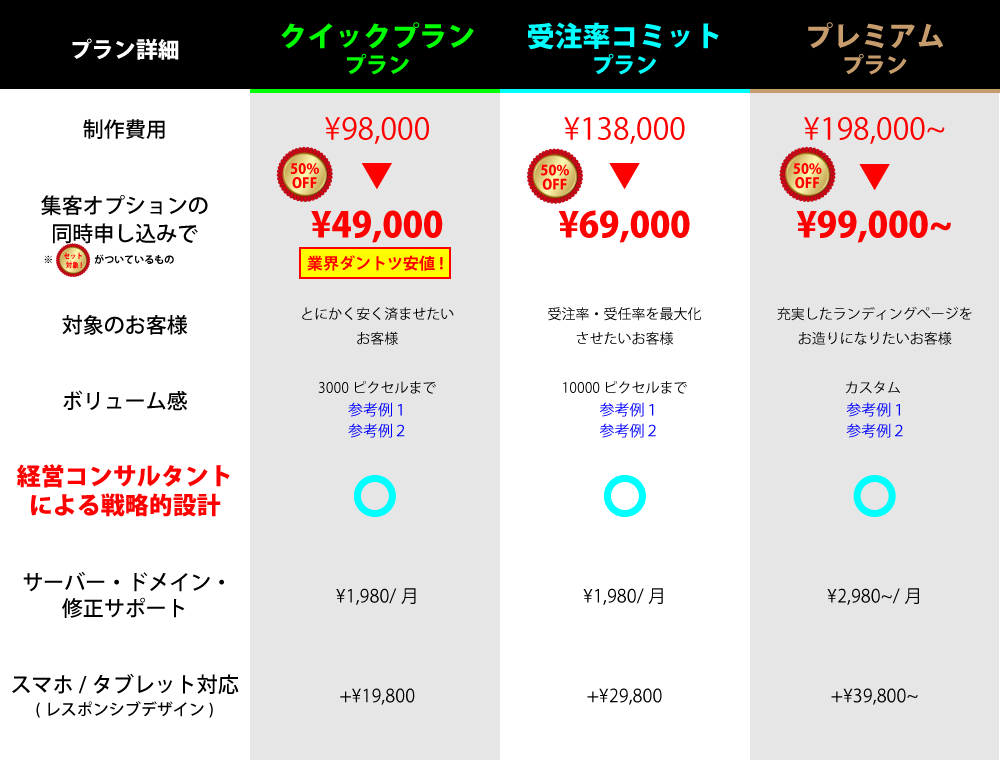 プラン詳細
クイックプラン
プラン
受注率コミット
プラン
プレミアム
プラン
制作費用
¥98,000
¥138,000
¥198,000~
50%
OFF
50%
OFF
50%
OFF
集客オプションの
同時申し込みで
※ セット対象! がついているもの
¥49,000
¥69,000
¥99,000~
業界ダントツ安値！
対象のお客様
とにかく安く済ませたい
お客様
受注率・受任率を最大化
させたいお客様
充実したランディングページを
お造りになりたいお客様
ボリューム感
3000 ピクセルまで
参考例１
参考例２
10000 ピクセルまで
参考例１
参考例２
カスタム
参考例１
参考例２
経営コンサルタント
による戦略的設計
サーバー・ドメイン・
修正サポート
¥1,980/ 月
¥1,980/ 月
¥2,980~/ 月
スマホ / タブレット対応
( レスポンシブデザイン )
+¥19,800
+¥29,800
+¥39,800~